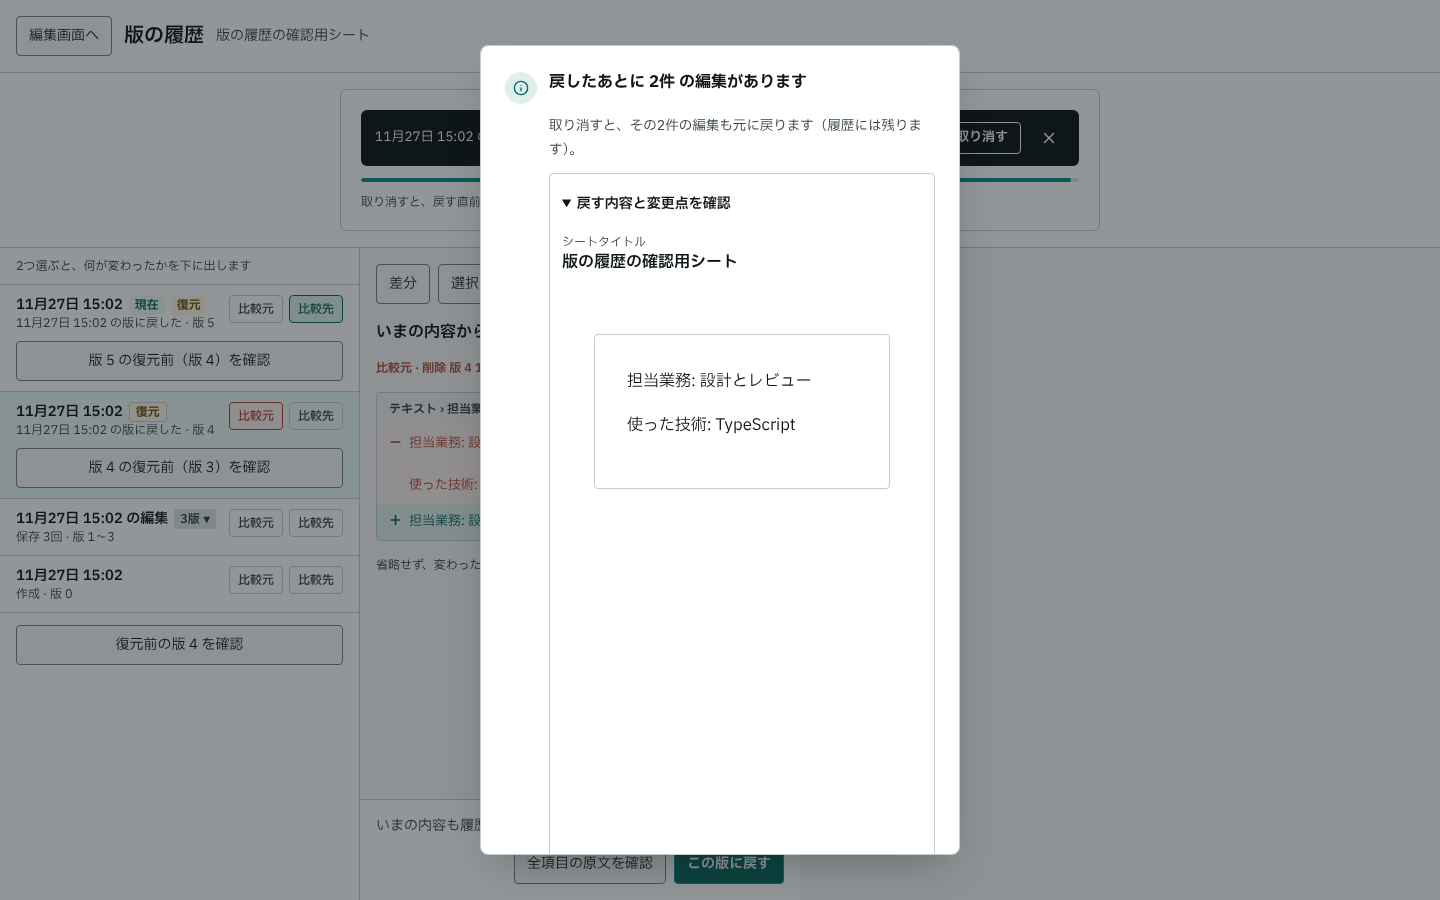 編集画面へ
版の履歴
版の履歴の確認用シート
戻したあとに 2件 の編集があります
取り消すと、その2件の編集も元に戻ります（履歴には残りま
す）。
▼ 戻す内容と変更点を確認
シートタイトル
版の履歴の確認用シート
担当業務: 設計とレビュー
使った技術: TypeScript
11月27日 15:02
取り消す
取り消すと、戻す直前
2つ選ぶと、何が変わったかを下に出します
11月27日 15:02 現在 復元 比較元 比較先
11月27日 15:02 の版に戻した · 版 5
版 5 の復元前（版 4）を確認
11月27日 15:02 復元 比較元 比較先
11月27日 15:02 の版に戻した · 版 4
版 4 の復元前（版 3）を確認
11月27日 15:02 の編集 3版 ▾ 比較元 比較先
保存 3回 · 版 1〜3
11月27日 15:02 比較元 比較先
作成 · 版 0
復元前の版 4 を確認
差分
選択
いまの内容から
比較元 · 削除 版 4 1
テキスト › 担当業
− 担当業務: 設
使った技術:
+ 担当業務: 設
省略せず、変わった
いまの内容も履歴
全項目の原文を確認
この版に戻す